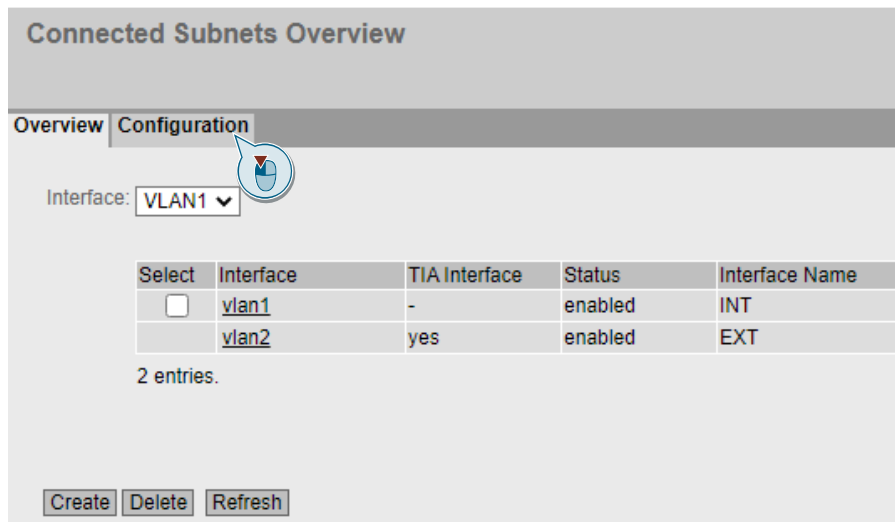 Connected Subnets Overview
Overview Configuration
Interface: VLAN1
Select Interface TIA Interface Status Interface Name
vlan1 - enabled INT
vlan2 yes enabled EXT
2 entries.
Create Delete Refresh